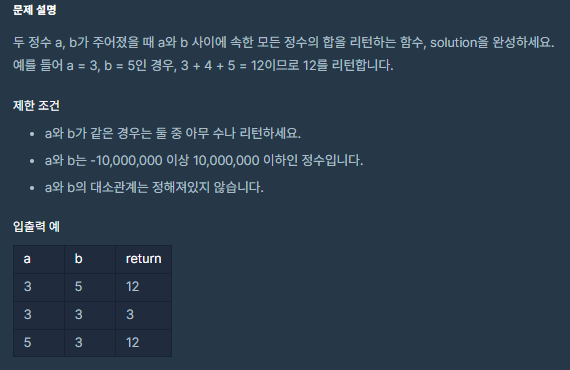 문제 설명
두 정수 a, b가 주어졌을 때 a와 b 사이에 속한 모든 정수의 합을 리턴하는 함수, solution을 완성하세요.
예를 들어 a = 3, b = 5인 경우, 3 + 4 + 5 = 12이므로 12를 리턴합니다.
제한 조건
• a와 b가 같은 경우는 둘 중 아무 수나 리턴하세요.
• a와 b는 -10,000,000 이상 10,000,000 이하인 정수입니다.
• a와 b의 대소관계는 정해져있지 않습니다.
입출력 예
a b return
3 5 12
3 3 3
5 3 12